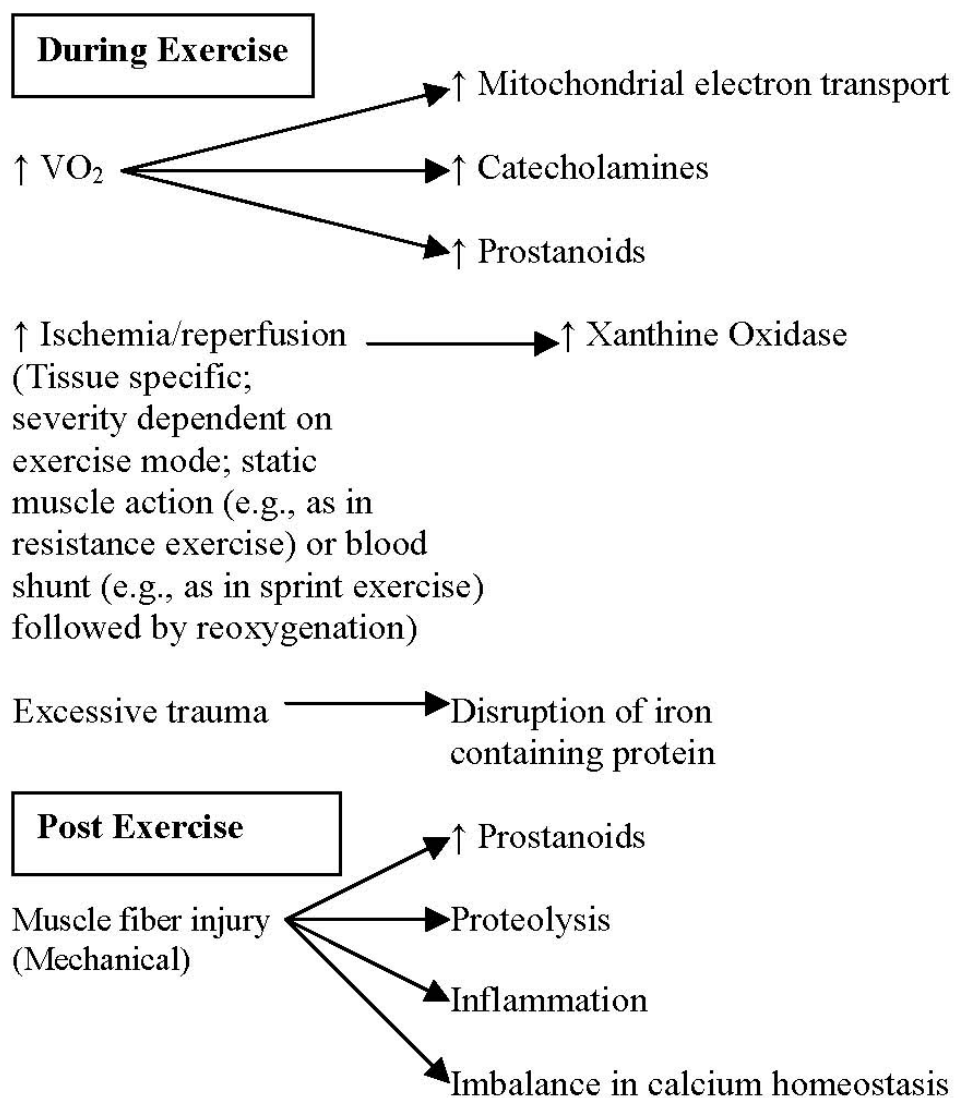 During Exercise
↑ Mitochondrial electron transport
↑ VO₂
↑ Catecholamines
↑ Prostanoids
↑ Ischemia/reperfusion
↑ Xanthine Oxidase
(Tissue specific;
severity dependent on
exercise mode; static
muscle action (e.g., as in
resistance exercise) or blood
shunt (e.g., as in sprint exercise)
followed by reoxygenation)
Excessive trauma
Disruption of iron
containing protein
Post Exercise
↑ Prostanoids
Muscle fiber injury
(Mechanical)
Proteolysis
Inflammation
Imbalance in calcium homeostasis